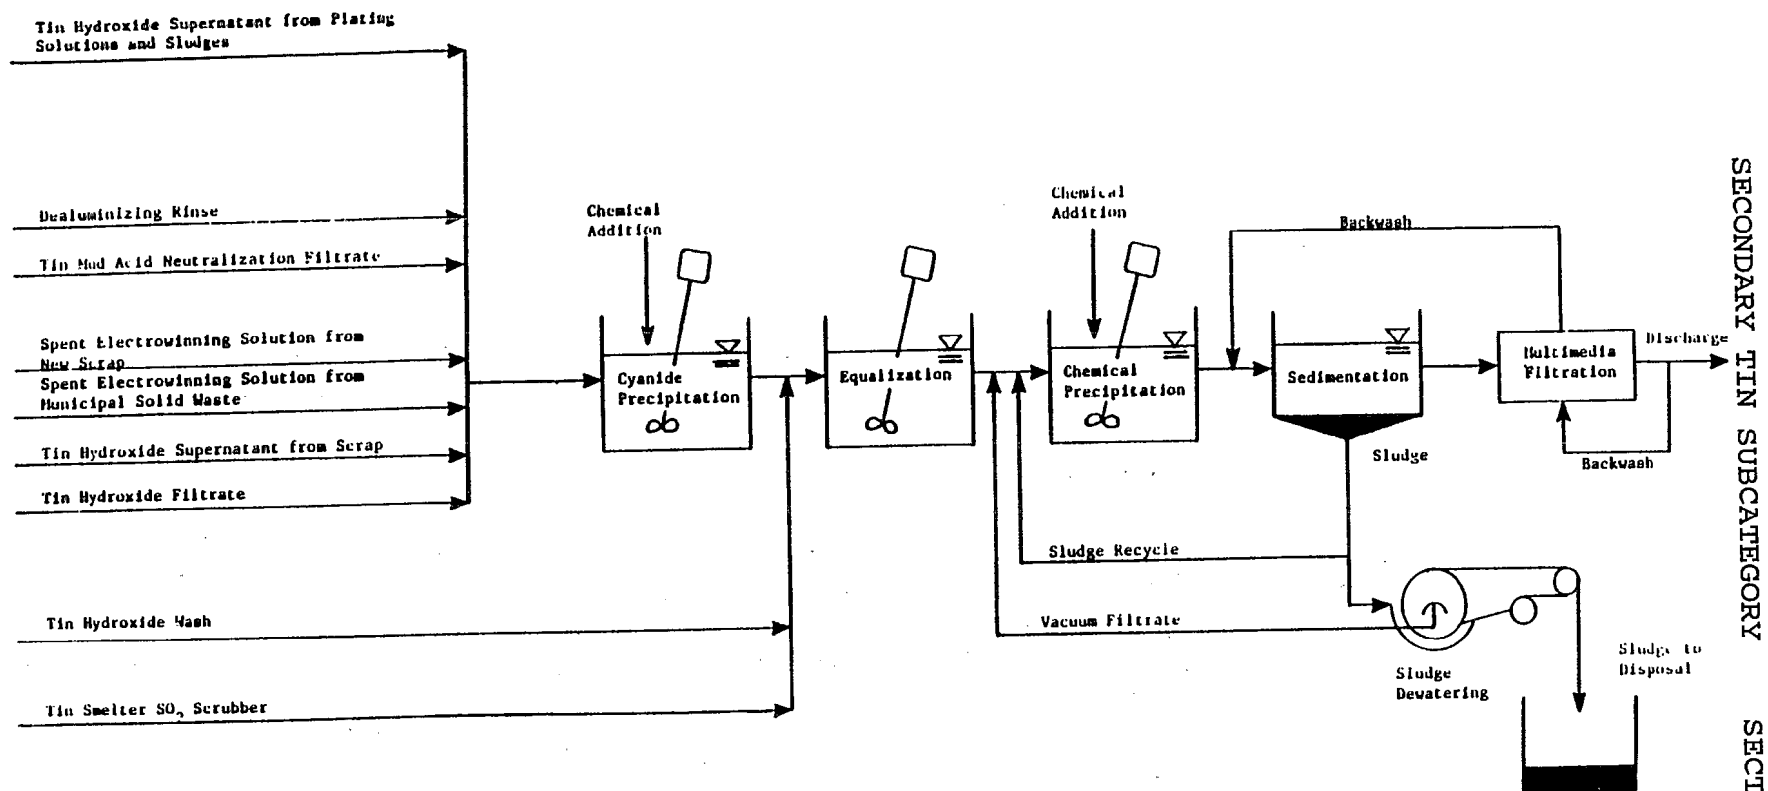 Tin Hydroxide Supernatant from Plating
Solutions and Sludges
Dealuminizing Rinse
Tin Mud Acid Neutralization Filtrate
Spent Electrowinning Solution from
New Scrap
Spent Electrowinning Solution from
Municipal Solid Waste
Tin Hydroxide Supernatant from Scrap
Tin Hydroxide Filtrate
Tin Hydroxide Wash
Tin Smelter SO₂ Scrubber
Chemical
Addition
Cyanide
Precipitation
Equalization
Chemical
Addition
Chemical
Precipitation
Backwash
Sedimentation
Sludge
Multimedia
Filtration
Discharge
Backwash
Sludge Recycle
Vacuum Filtrate
Sludge
Dewatering
Sludge to
Disposal
SECONDARY TIN SUBCATEGORY
SECT